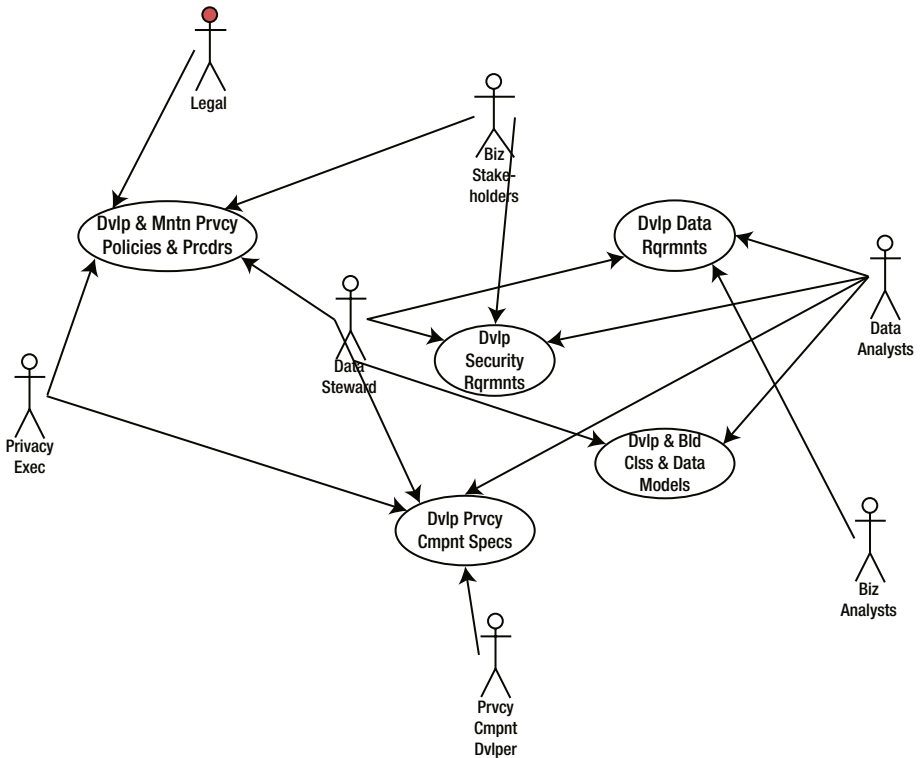 Legal
Biz
Stake-
holders
Dvlp & Mntn Prvcy
Policies & Prcdrs
Dvlp Data
Rqrmnts
Data
Analysts
Dvlp
Security
Rqrmnts
Data
Steward
Privacy
Exec
Dvlp & Bld
Clss & Data
Models
Dvlp Prvcy
Cmpnt Specs
Biz
Analysts
Prvcy
Cmpnt
Dvlper